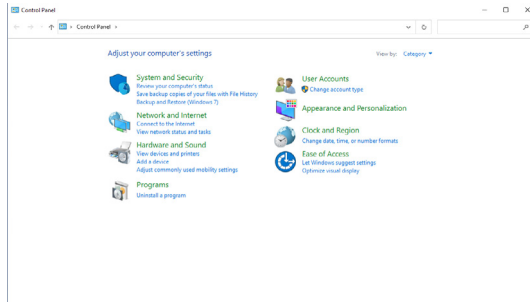 Control Panel
Control Panel
Adjust your computer's settings
View by: Category
System and Security
Review your computer's status
Save backup copies of your files with File History
Backup and Restore (Windows 7)
Network and Internet
Connect to the Internet
View network status and tasks
Hardware and Sound
View devices and printers
Add a device
Adjust commonly used mobility settings
Programs
Uninstall a program
User Accounts
Change account type
Appearance and Personalization
Clock and Region
Change date, time, or number formats
Ease of Access
Let Windows suggest settings
Optimize visual display